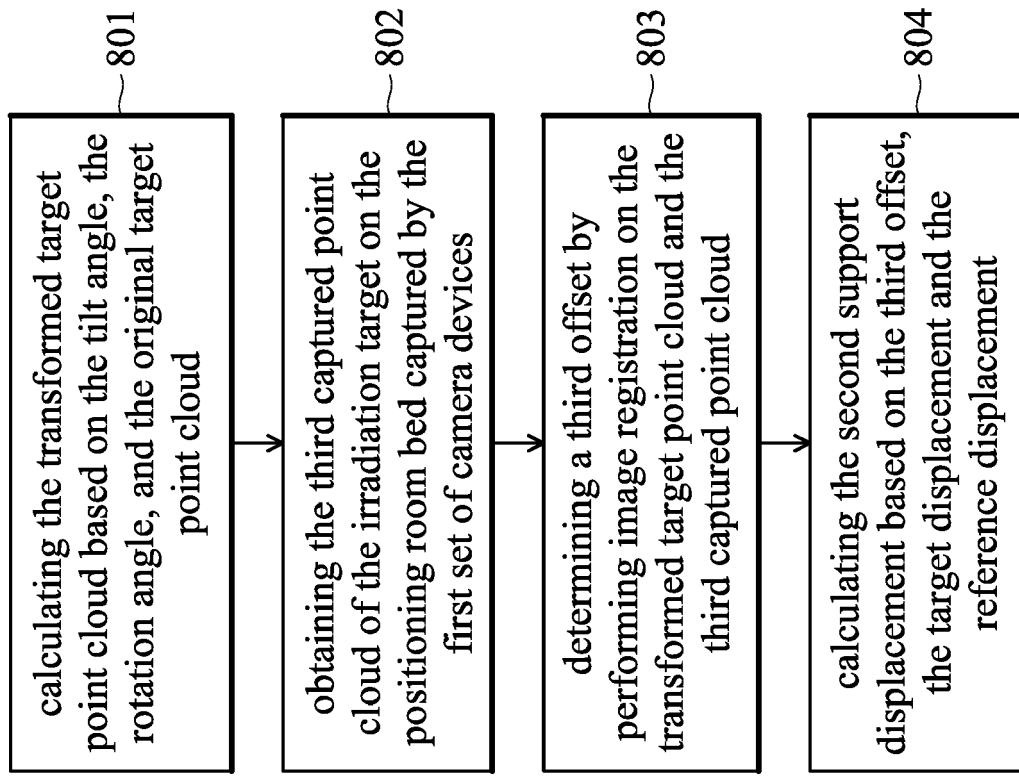 calculating the transformed target
point cloud based on the tilt angle, the
rotation angle, and the original target
point cloud
801
obtaining the third captured point
cloud of the irradiation target on the
positioning room bed captured by the
first set of camera devices
802
determining a third offset by
performing image registration on the
transformed target point cloud and the
third captured point cloud
803
calculating the second support
displacement based on the third offset,
the target displacement and the
reference displacement
804